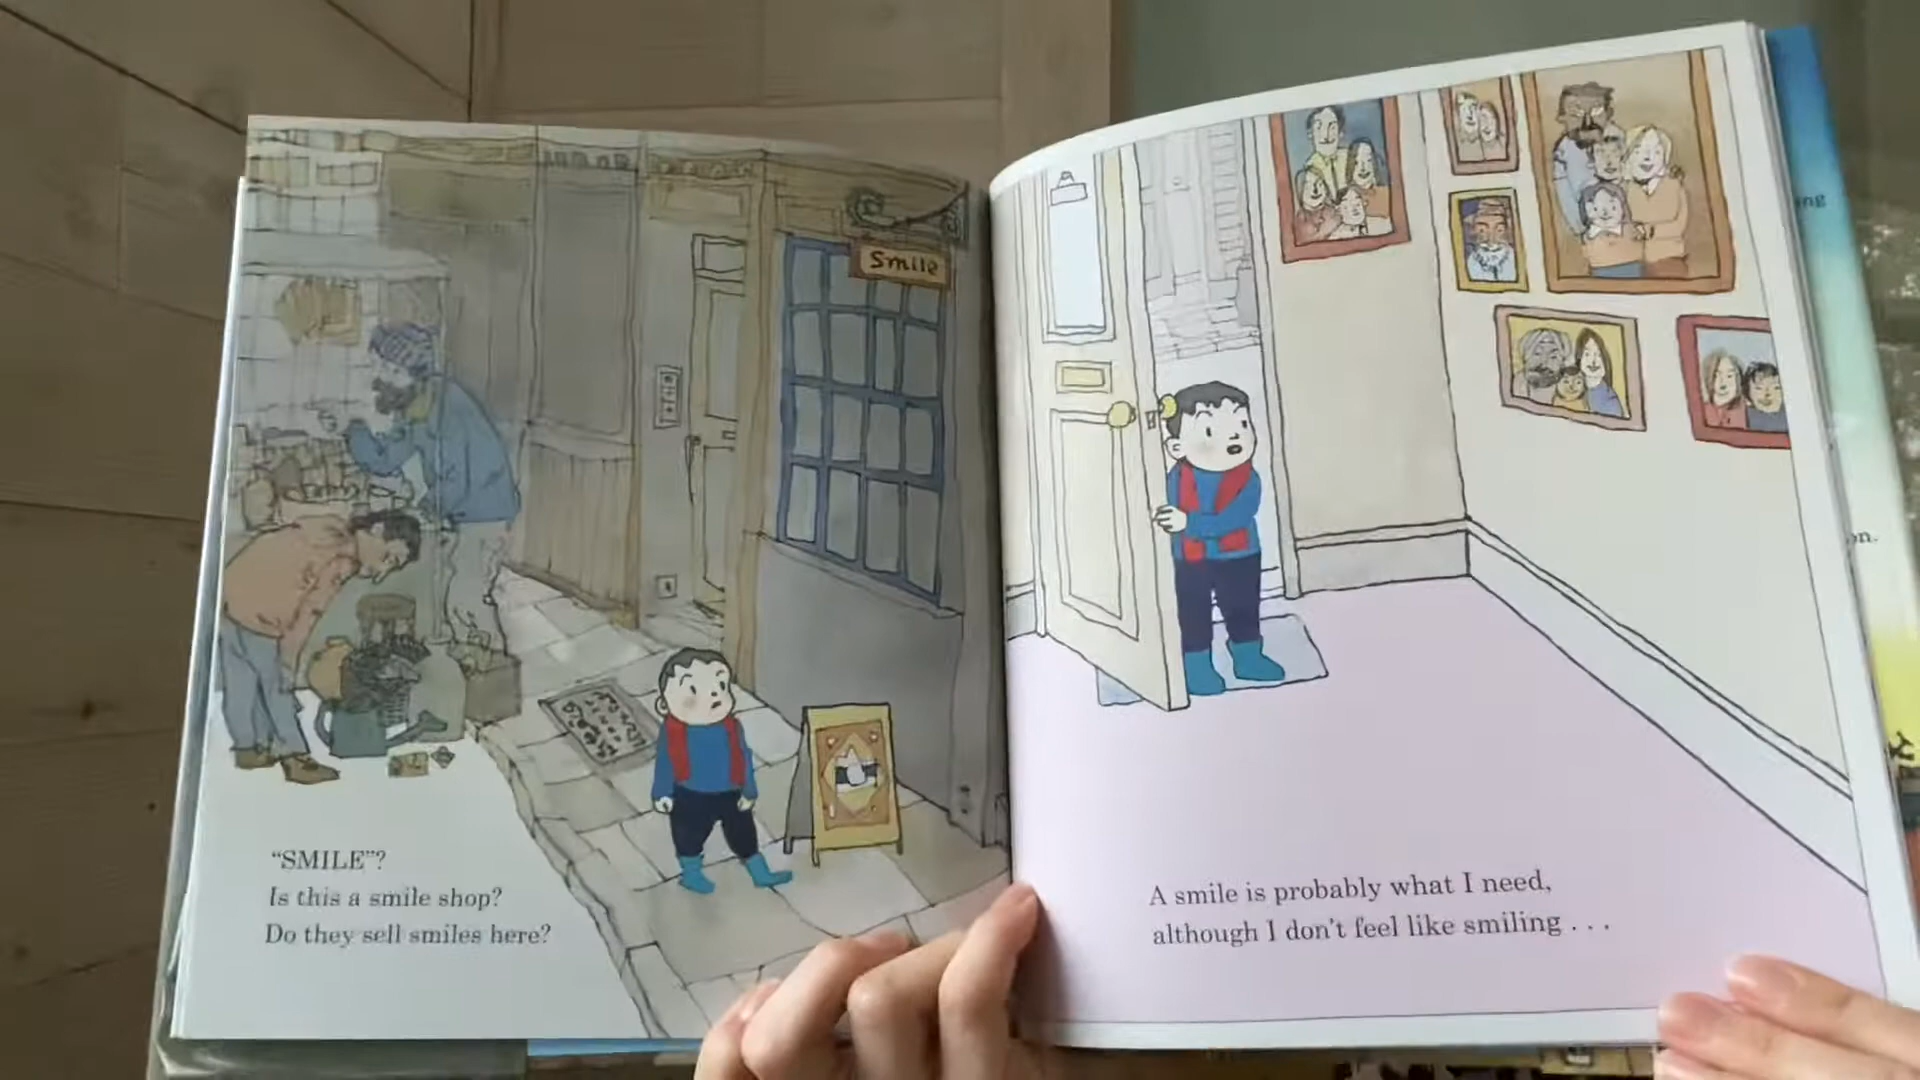 Smile
"SMILE"?
Is this a smile shop?
Do they sell smiles here?
A smile is probably what I need,
although I don't feel like smiling . . .